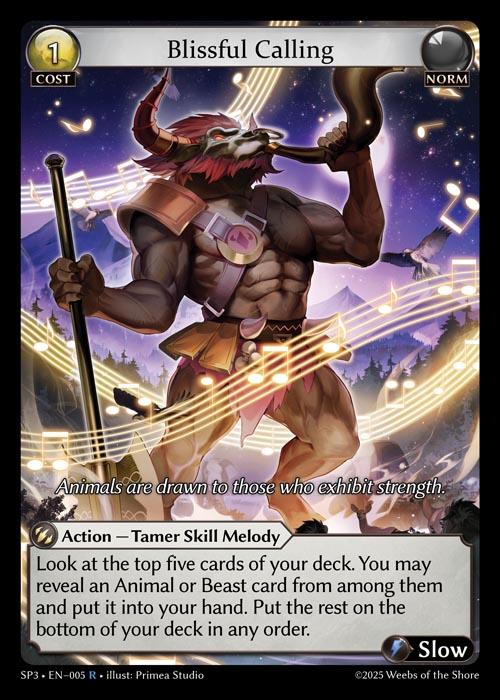 1
Blissful Calling
COST
NORM
Animals are drawn to those who exhibit strength.
Action — Tamer Skill Melody
Look at the top five cards of your deck. You may
reveal an Animal or Beast card from among them
and put it into your hand. Put the rest on the
bottom of your deck in any order.
Slow
SP3 • EN-005 R • illust: Primea Studio
©2025 Weebs of the Shore